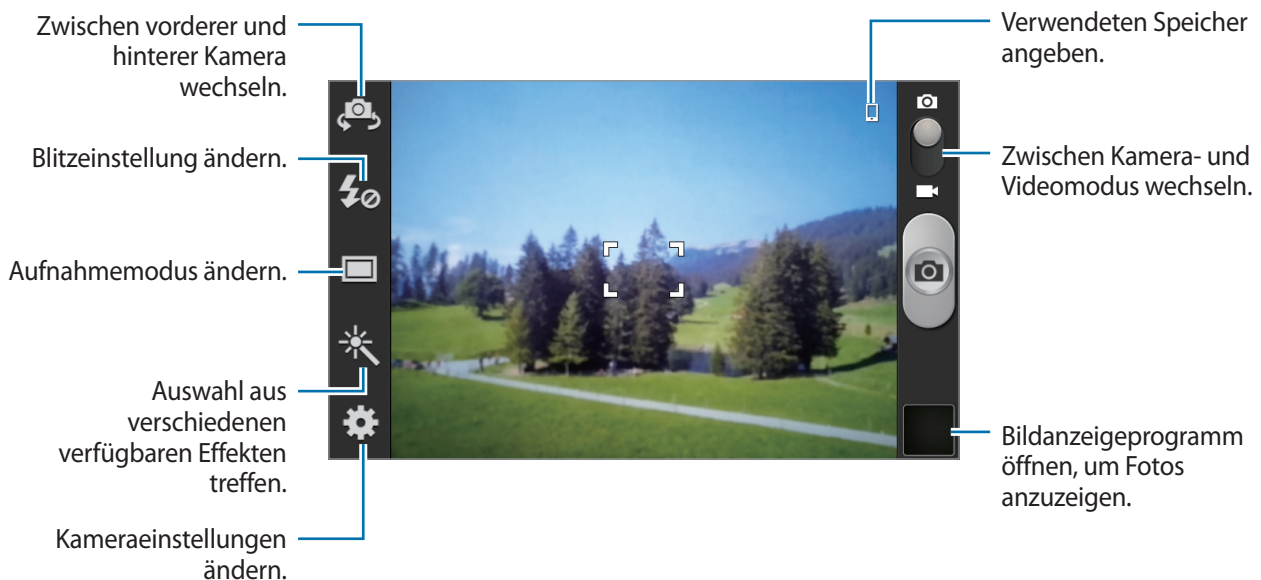 Zwischen vorderer und
hinterer Kamera
wechseln.
Blitzeinstellung ändern.
Aufnahmemodus ändern.
Auswahl aus
verschiedenen
verfügbaren Effekten
treffen.
Kameraeinstellungen
ändern.
Verwendeten Speicher
angeben.
Zwischen Kamera- und
Videomodus wechseln.
Bildanzeigeprogramm
öffnen, um Fotos
anzuzeigen.